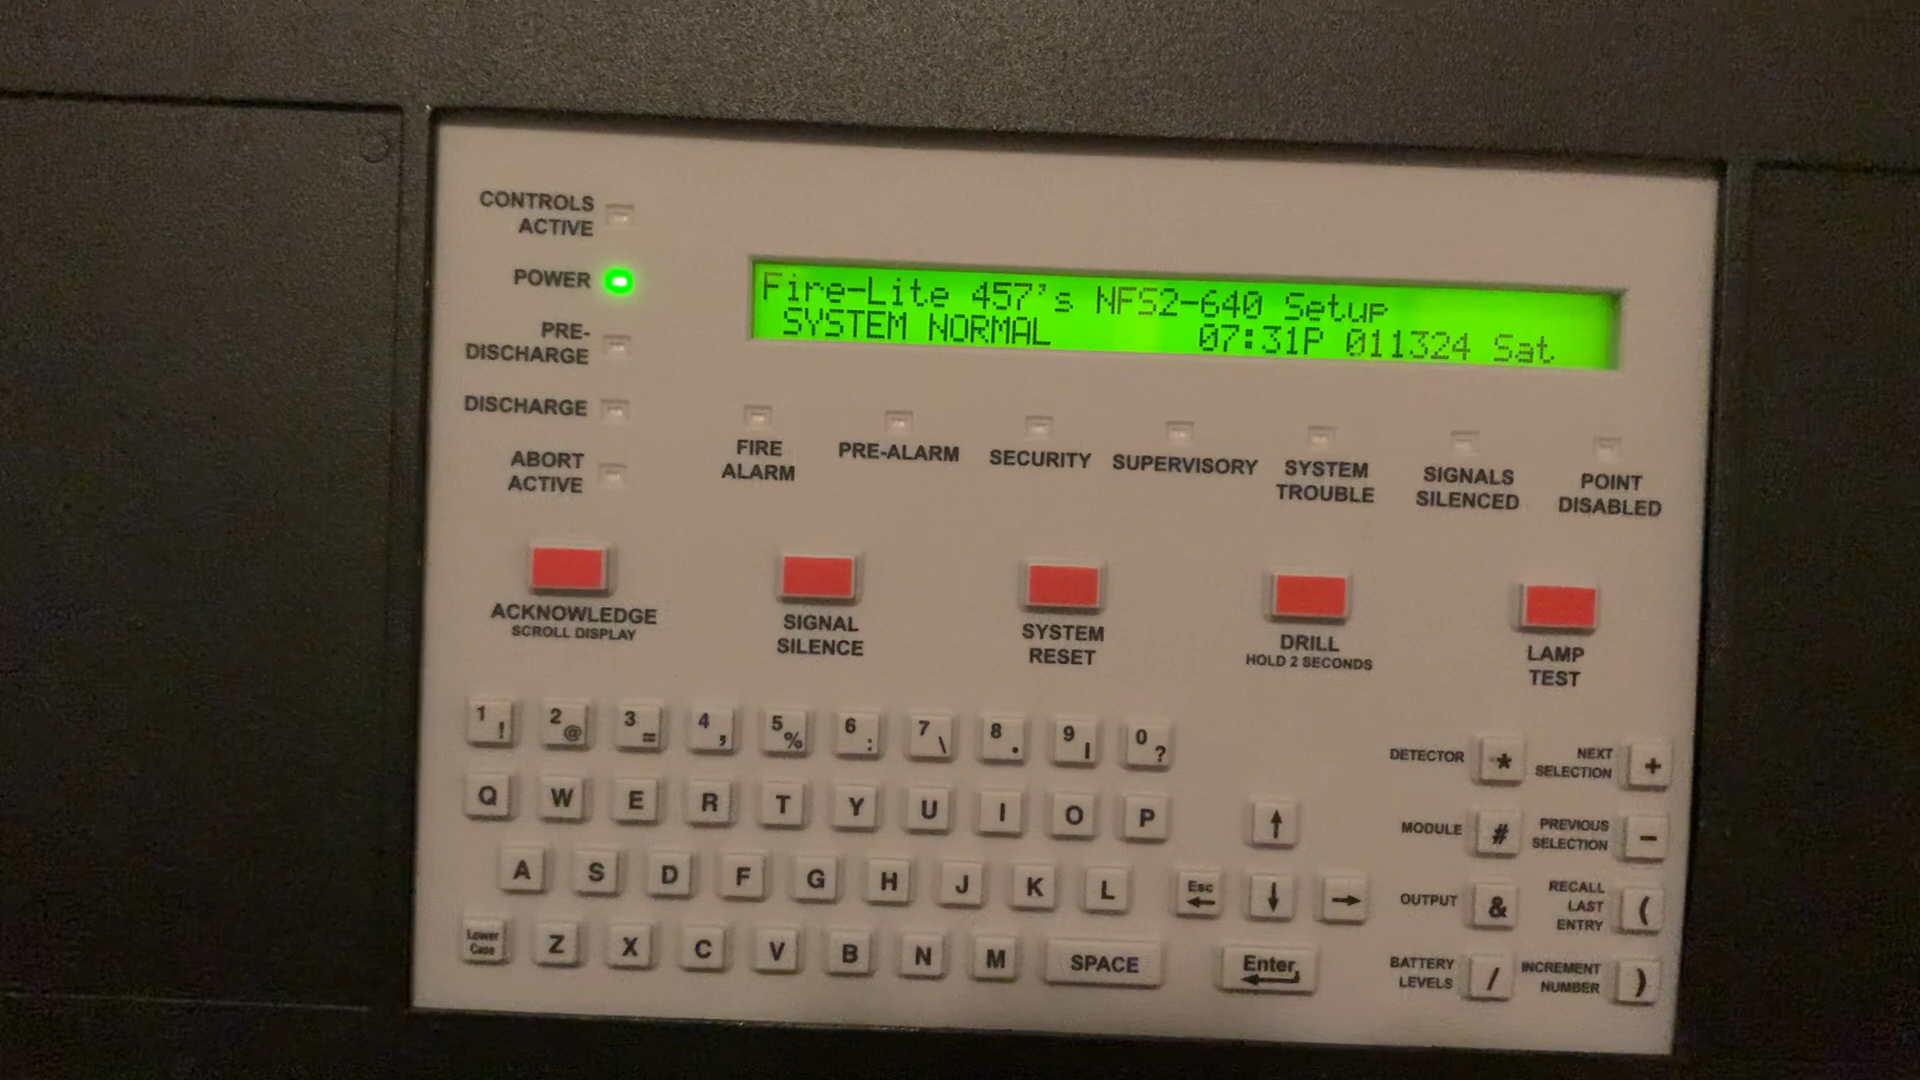 CONTROLS
ACTIVE
POWER
PRE-
DISCHARGE
DISCHARGE
ABORT
ACTIVE
Fire-Lite 457's NFS2-640 Setup
SYSTEM NORMAL 07:31P 011324 Sat
FIRE
ALARM
PRE-ALARM
SECURITY
SUPERVISORY
SYSTEM
TROUBLE
SIGNALS
SILENCED
POINT
DISABLED
ACKNOWLEDGE
SCROLL DISPLAY
SIGNAL
SILENCE
SYSTEM
RESET
DRILL
HOLD 2 SECONDS
LAMP
TEST
1 ! 2 @ 3 = 4 , 5 % 6 : 7 \ 8 . 9 | 0 ?
Q W E R T Y U I O P
A S D F G H J K L
Lower
Case
Z X C V B N M SPACE
↑
Esc
← ↓ →
Enter
DETECTOR *
NEXT
SELECTION +
MODULE #
PREVIOUS
SELECTION -
OUTPUT &
RECALL
LAST
ENTRY (
BATTERY
LEVELS /
INCREMENT
NUMBER )